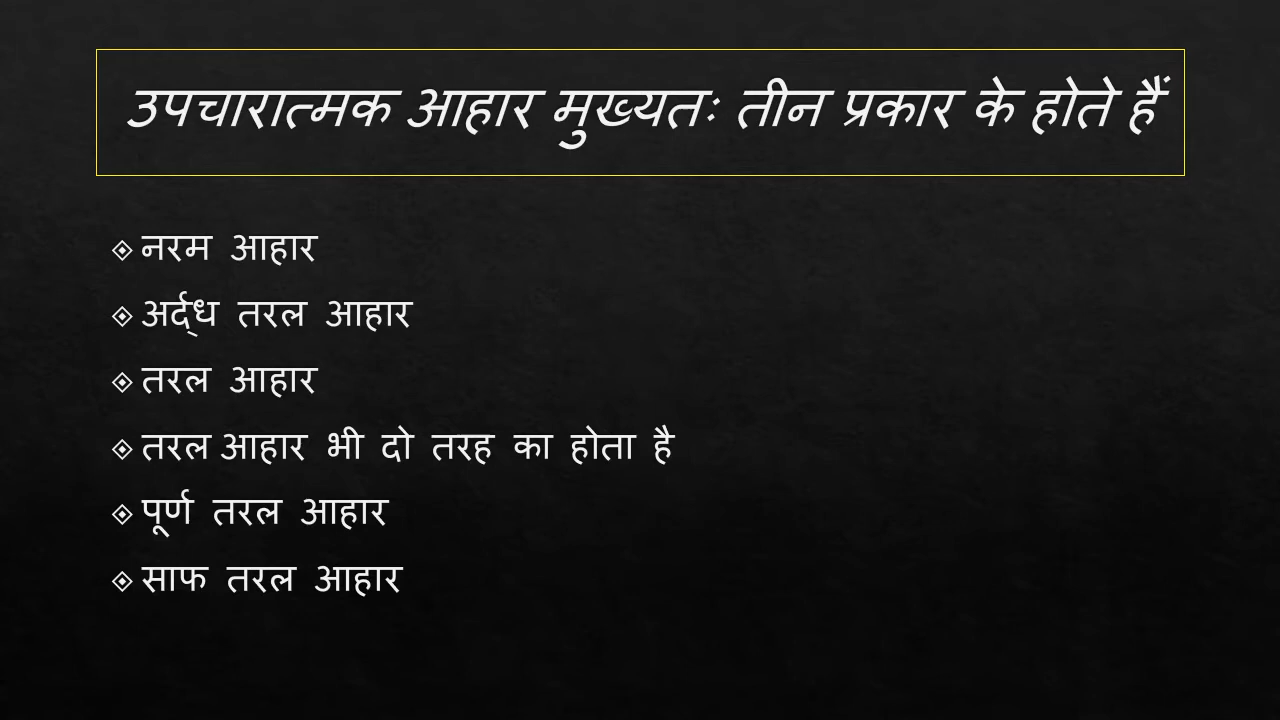 उपचारात्मक आहार मुख्यतः तीन प्रकार के होते हैं
नरम आहार
अर्द्ध तरल आहार
तरल आहार
तरल आहार भी दो तरह का होता है
पूर्ण तरल आहार
साफ तरल आहार